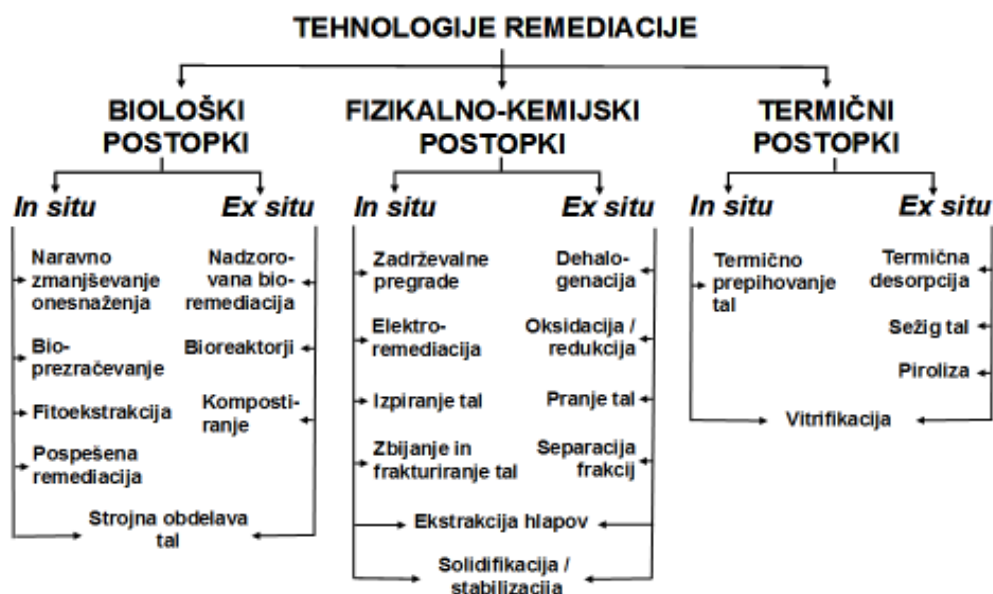 TEHNOLOGIJE REMEDIACIJE
BIOLOŠKI
POSTOPKI
In situ
Ex situ
Naravno
zmanjševanje
onesnaženja
Bio-
prezračevanje
Fitoekstrakcija
Pospešena
remediacija
Nadzoro-
vana bio-
remediacija
Bioreaktorji
Komposti-
ranje
Strojna obdelava
tal
FIZIKALNO-KEMIJSKI
POSTOPKI
In situ
Ex situ
Zadrževalne
pregrade
Elektro-
remediacija
Izpiranje tal
Zbijanje in
frakturiranje tal
Dehalo-
genacija
Oksidacija /
redukcija
Pranje tal
Separacija
frakcij
Ekstrakcija hlapov
Solidifikacija /
stabilizacija
TERMIČNI
POSTOPKI
In situ
Ex situ
Termično
prepihovanje
tal
Termična
desorpcija
Sežig tal
Piroliza
Vitrifikacija